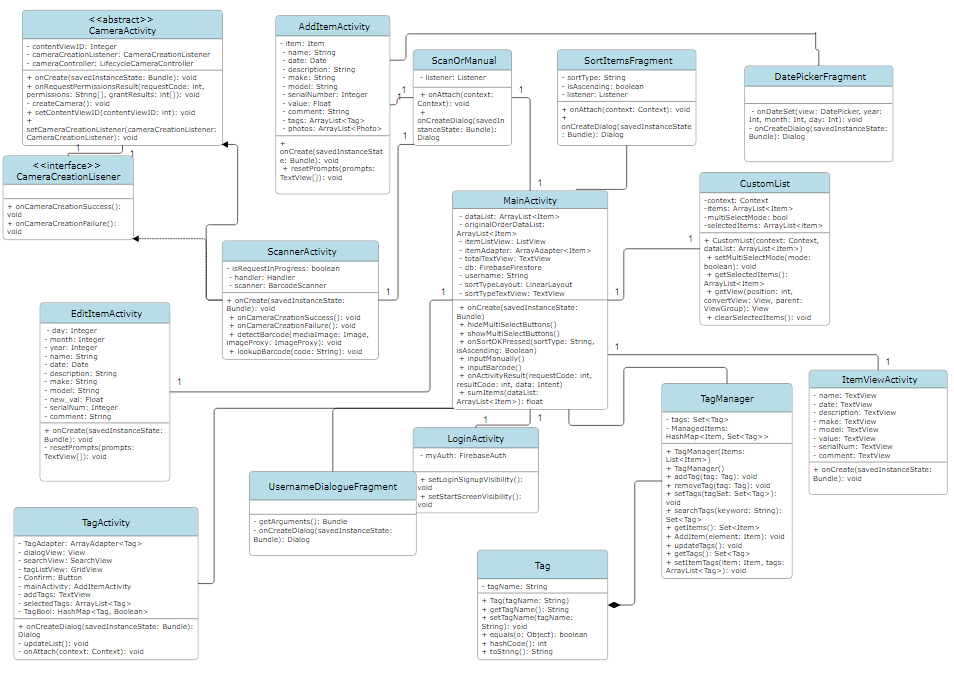 <<abstract>>
CameraActivity
- contentViewID: Integer
- cameraCreationListener: CameraCreationListener
- cameraController: LifecycleCameraController
+ onCreate(savedInstanceState: Bundle): void
+ onRequestPermissionsResult(requestCode: int,
permissions: String[], grantResults: int[]): void
- createCamera(): void
+ setContentView(contentViewID: int): void
+
setCameraCreationListener(cameraCreationListener:
CameraCreationListener): void
1
1
<<interface>>
CameraCreationLisener
+ onCameraCreationSuccess():
void
+ onCameraCreationFailure():
void
AddItemActivity
- item: Item
- name: String
- date: Date
- description: String
- make: String
- model: String
- serialNumber: Integer
- value: Float
- comment: String
- tags: ArrayList<Tag>
- photos: ArrayList<Photo>
+
onCreate(savedInstanceStat
e: Bundle): void
+ resetPrompts(prompts:
TextView[]): void
1
1
1
ScanOrManual
- listener: Listener
+ onAttach(context:
Context): void
+
onCreateDialog(savedIn
stanceState: Bundle):
Dialog
1
1
SortItemsFragment
- sortType: String
- isAscending: boolean
- listener: Listener
+ onAttach(context: Context): void
+
onCreateDialog(savedInstanceState
: Bundle): Dialog
DatePickerFragment
- onDateSet(view: DatePicker, year:
Int, month: Int, day: Int): void
- onCreateDialog(savedInstanceState:
Bundle): Dialog
MainActivity
- dataList: ArrayList<Item>
- originalOrderDataList:
ArrayList<Item>
- itemListView: ListView
- itemAdapter: ArrayAdapter<Item>
- totalTextView: TextView
- db: FirebaseFirestore
- username: String
- sortTypeLayout: LinearLayout
- sortTypeTextView: TextView
+ onCreate(savedInstanceState:
Bundle)
+ hideMultiSelectButtons()
+ showMultiSelectButtons()
+ onSortOKPressed(sortType: String,
isAscending: Boolean)
+ inputManually()
+ inputBarcode()
+ onActivityResult(requestCode: int,
resultCode: int, data: Intent)
+ sumItems(dataList:
ArrayList<Item>): float
CustomList
-context: Context
-items: ArrayList<Item>
-multiSelectMode: bool
-selectedItems: ArrayList<item>
+ CustomList(context: Context,
dataList: ArrayList<Item>)
+ setMultiSelectMode(mode:
boolean): void
+ getSelectedItems():
ArrayList<Item>
+ getView(position: int,
convertView: View, parent:
ViewGroup): View
+ clearSelectedItems(): void
1
1
ScannerActivity
- isRequestInProgress: boolean
- handler: Handler
- scanner: BarcodeScanner
+ onCreate(savedInstanceState:
Bundle): void
+ onCameraCreationSuccess(): void
+ onCameraCreationFailure(): void
+ detectBarcode(mediaImage: Image,
imageProxy: ImageProxy): void
+ lookupBarcode(code: String): void
1
1
EditItemActivity
- day: Integer
- month: Integer
- year: Integer
- name: String
- date: Date
- description: String
- make: String
- model: String
- new_val: Float
- serialNum: Integer
- comment: String
+ onCreate(savedInstanceState:
Bundle): void
- resetPrompts(prompts:
TextView[]): void
1
1
1
ItemViewActivity
- name: TextView
- date: TextView
- description: TextView
- make: TextView
- model: TextView
- value: TextView
- serialNum: TextView
- comment: TextView
+ onCreate(savedInstanceState:
Bundle): void
TagManager
- tags: Set<Tag>
- ManagedItems:
HashMap<Item, Set<Tag>>
+ TagManager(Items:
List<Item>)
+ TagManager()
+ addTag(tag: Tag): void
+ removeTag(tag: Tag): void
+ setTags(tagSet: Set<Tag>):
void
+ searchTags(keyword: String):
Set<Tag>
+ getItems(): Set<Item>
+ AddItem(element: Item): void
+ updateTags(): void
+ getTags(): Set<Tag>
+ setItemTags(item: Item, tags:
ArrayList<Tag>): void
1
1
LoginActivity
- myAuth: FirebaseAuth
+ setLoginSignupVisibility():
void
+ setStartScreenVisibility():
void
UsernameDialogueFragment
- getArguments(): Bundle
- onCreateDialog(savedInstanceState:
Bundle): Dialog
TagActivity
- TagAdapter: ArrayAdapter<Tag>
- dialogView: View
- searchView: SearchView
- tagListView: GridView
- Confirm: Button
- mainActivity: AddItemActivity
- addTags: TextView
- selectedTags: ArrayList<Tag>
- TagBool: HashMap<Tag, Boolean>
+ onCreateDialog(savedInstanceState: Bundle):
Dialog
- updateList(): void
- onAttach(context: Context): void
Tag
- tagName: String
+ Tag(tagName: String)
+ getTagName(): String
+ setTagName(tagName:
String): void
+ equals(o: Object): boolean
+ hashCode(): int
+ toString(): String